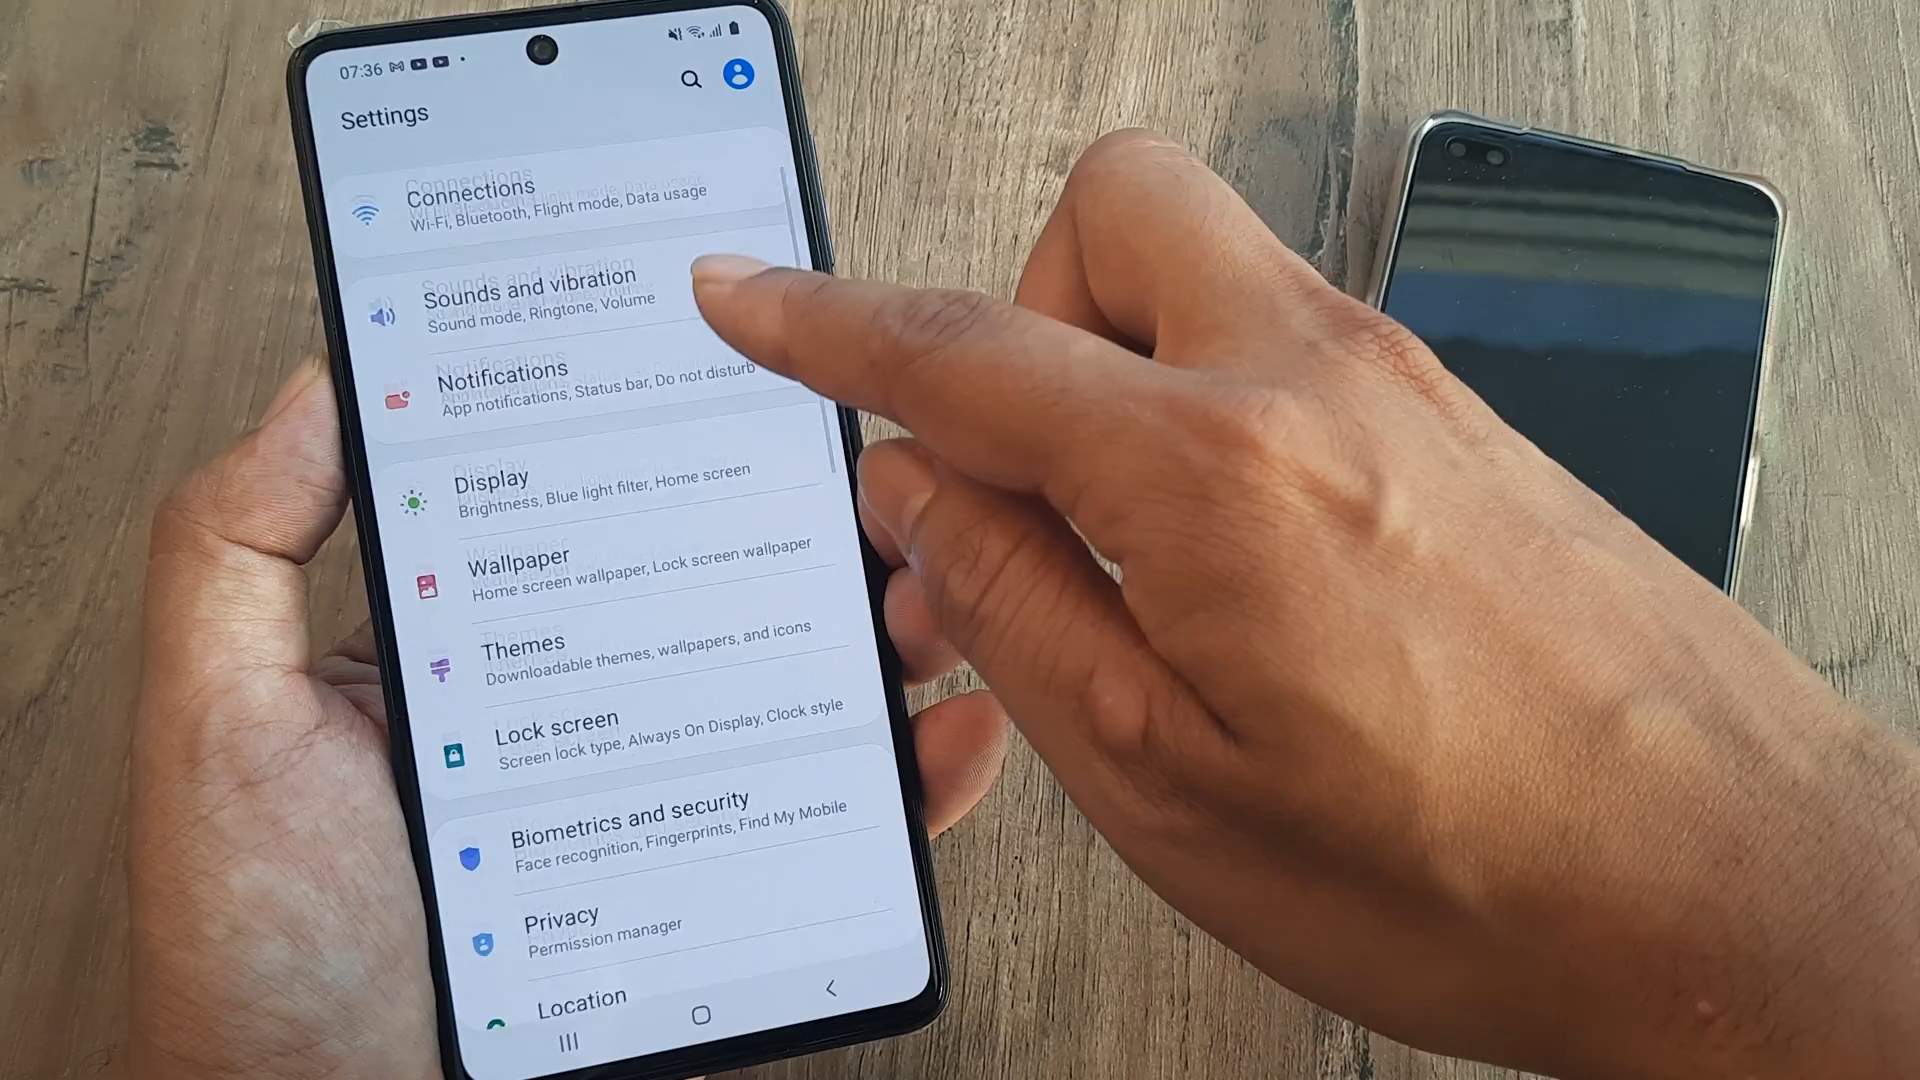 07:36
Settings
Connections
Wi-Fi, Bluetooth, Flight mode, Data usage
Sounds and vibration
Sound mode, Ringtone, Volume
Notifications
App notifications, Status bar, Do not disturb
Display
Brightness, Blue light filter, Home screen
Wallpaper
Home screen wallpaper, Lock screen wallpaper
Themes
Downloadable themes, wallpapers, and icons
Lock screen
Screen lock type, Always On Display, Clock style
Biometrics and security
Face recognition, Fingerprints, Find My Mobile
Privacy
Permission manager
Location